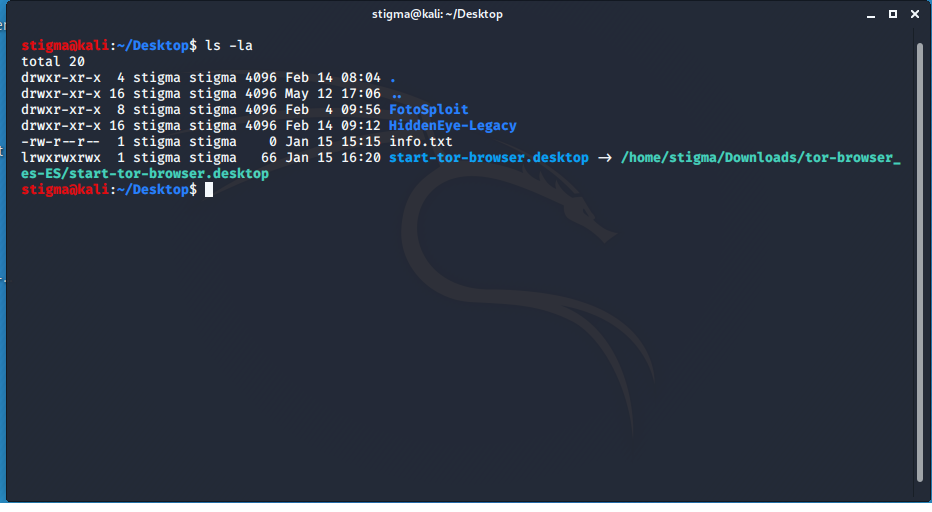 stigma@kali: ~/Desktop
stigma@kali:~/Desktop$ ls -la
total 20
drwxr-xr-x  4 stigma stigma 4096 Feb 14 08:04 .
drwxr-xr-x 16 stigma stigma 4096 May 12 17:06 ..
drwxr-xr-x  8 stigma stigma 4096 Feb  4 09:56 FotoSploit
drwxr-xr-x 16 stigma stigma 4096 Feb 14 09:12 HiddenEye-Legacy
-rw-r--r--  1 stigma stigma    0 Jan 15 15:15 info.txt
lrwxrwxrwx  1 stigma stigma   66 Jan 15 16:20 start-tor-browser.desktop -> /home/stigma/Downloads/tor-browser_
es-ES/start-tor-browser.desktop
stigma@kali:~/Desktop$